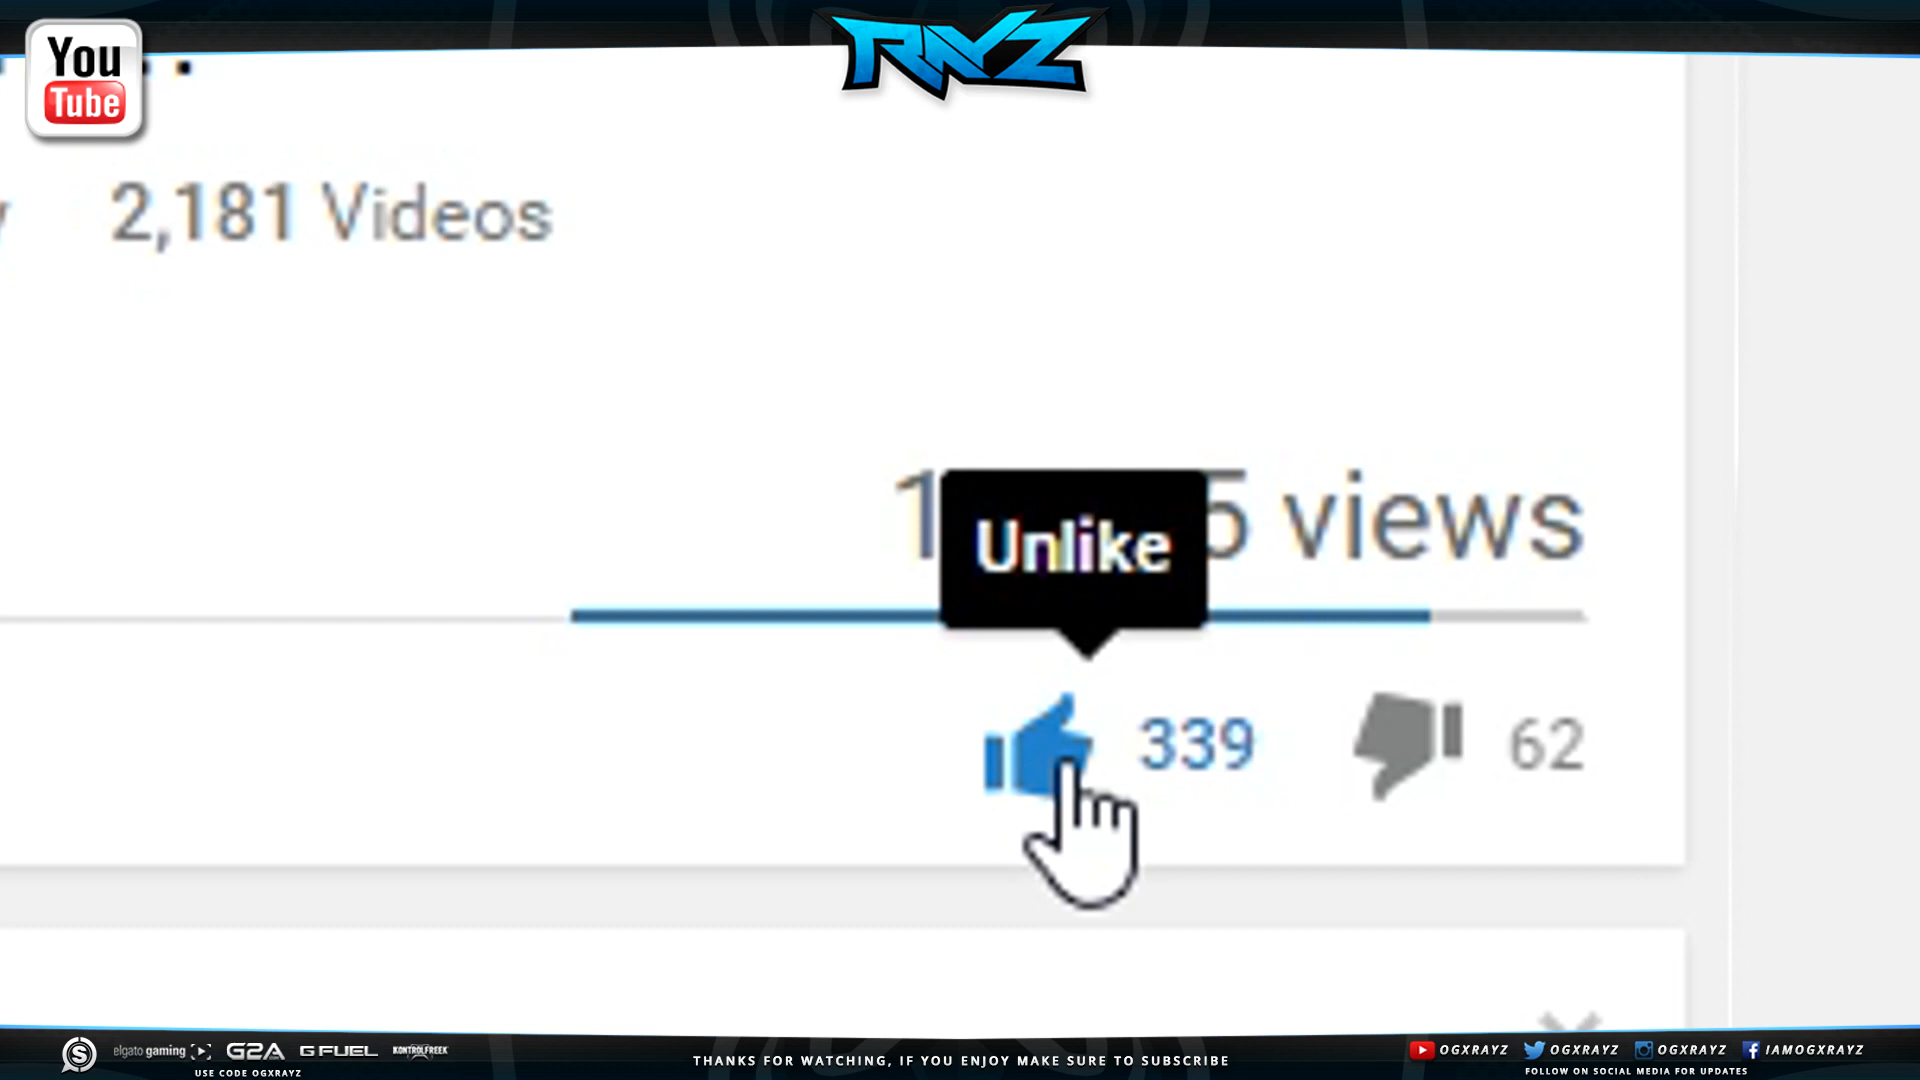 You
Tube
RAYZ
2,181 Videos
views
Unlike
339
62
elgato gaming G2A GFUEL KONTROLFREEK
USE CODE OGXRAYZ
THANKS FOR WATCHING, IF YOU ENJOY MAKE SURE TO SUBSCRIBE
OGXRAYZ OGXRAYZ OGXRAYZ IAMOGXRAYZ
FOLLOW ON SOCIAL MEDIA FOR UPDATES